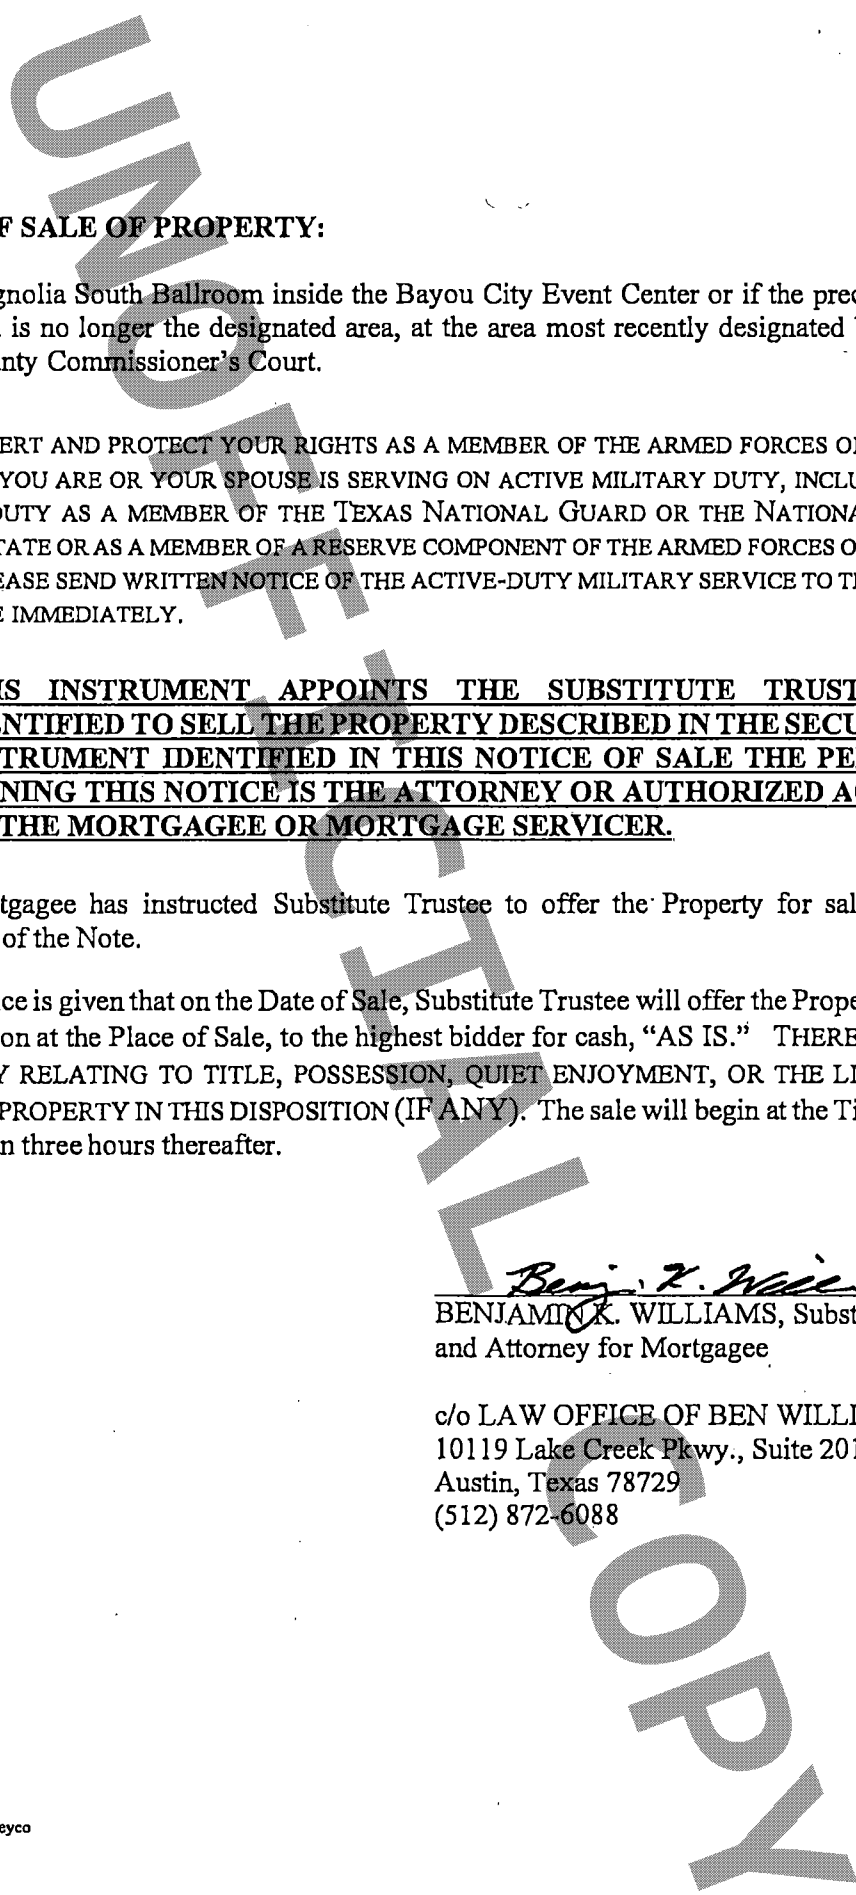 F SALE OF PROPERTY:
gnolia South Ballroom inside the Bayou City Event Center or if the prec
is no longer the designated area, at the area most recently designated
nty Commissioner's Court.
ERT AND PROTECT YOUR RIGHTS AS A MEMBER OF THE ARMED FORCES OF
YOU ARE OR YOUR SPOUSE IS SERVING ON ACTIVE MILITARY DUTY, INCLU
DUTY AS A MEMBER OF THE TEXAS NATIONAL GUARD OR THE NATIONA
TATE OR AS A MEMBER OF A RESERVE COMPONENT OF THE ARMED FORCES O
EASE SEND WRITTEN NOTICE OF THE ACTIVE-DUTY MILITARY SERVICE TO TH
E IMMEDIATELY.
IS INSTRUMENT APPOINTS THE SUBSTITUTE TRUST
ENTIFIED TO SELL THE PROPERTY DESCRIBED IN THE SECU
TRUMENT IDENTIFIED IN THIS NOTICE OF SALE THE PE
NING THIS NOTICE IS THE ATTORNEY OR AUTHORIZED AG
THE MORTGAGEE OR MORTGAGE SERVICER.
tgagee has instructed Substitute Trustee to offer the Property for sal
of the Note.
ce is given that on the Date of Sale, Substitute Trustee will offer the Prope
on at the Place of Sale, to the highest bidder for cash, “AS IS.” THERE
Y RELATING TO TITLE, POSSESSION, QUIET ENJOYMENT, OR THE LI
PROPERTY IN THIS DISPOSITION (IF ANY). The sale will begin at the Ti
n three hours thereafter.
BENJAMIN K. WILLIAMS, Subst
and Attorney for Mortgagee
c/o LAW OFFICE OF BEN WILLI
10119 Lake Creek Pkwy., Suite 201
Austin, Texas 78729
(512) 872-6088
eyco
UNOFFICIAL COPY